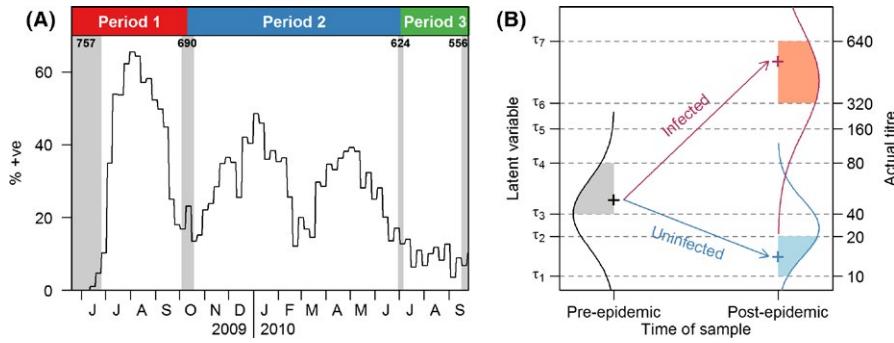 (A)
Period 1 Period 2 Period 3
757 690 624 556
% +ve
60
40
20
0
J J A S O N D J F M A M J J A S
2009 2010
(B)
Latent variable
τ7
τ6
τ5
τ4
τ3
τ2
τ1
Infected
Uninfected
640
320
160
80
40
20
10
Actual titre
Pre-epidemic Post-epidemic
Time of sample